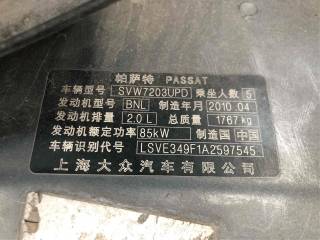 帕萨特 PASSAT
车辆型号 SVW7203UPD 乘坐人数 5
发动机型号 BNL 制造年月 2010.04
发动机排量 2.0 L 总质量 1767 kg
发动机额定功率 85kW 制造国 中国
车辆识别代号 LSVE349F1A2597545
上海大众汽车有限公司